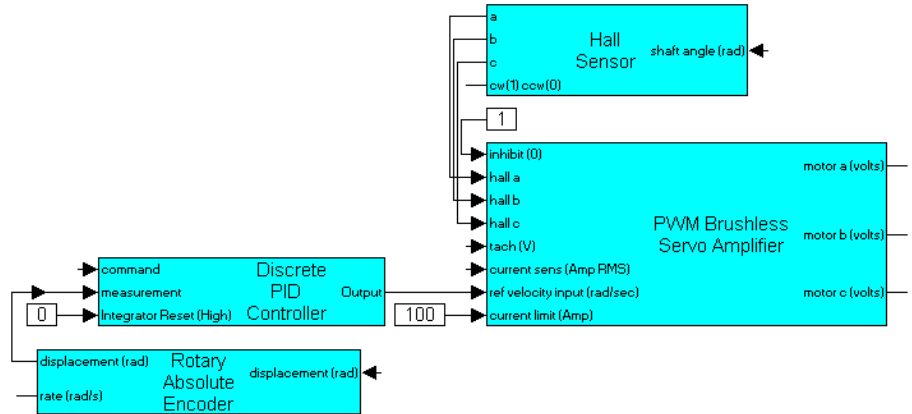 a
b
c
cw(1) ccw(0)
Hall
Sensor
shaft angle (rad)
1
inhibit (0)
hall a
hall b
hall c
tach (V)
current sens (Amp RMS)
ref velocity input (rad/sec)
current limit (Amp)
PWM Brushless
Servo Amplifier
motor a (volts)
motor b (volts)
motor c (volts)
command
measurement
Integrator Reset (High)
Discrete
PID
Controller
Output
0
100
displacement (rad)
rate (rad/s)
Rotary
Absolute
Encoder
displacement (rad)